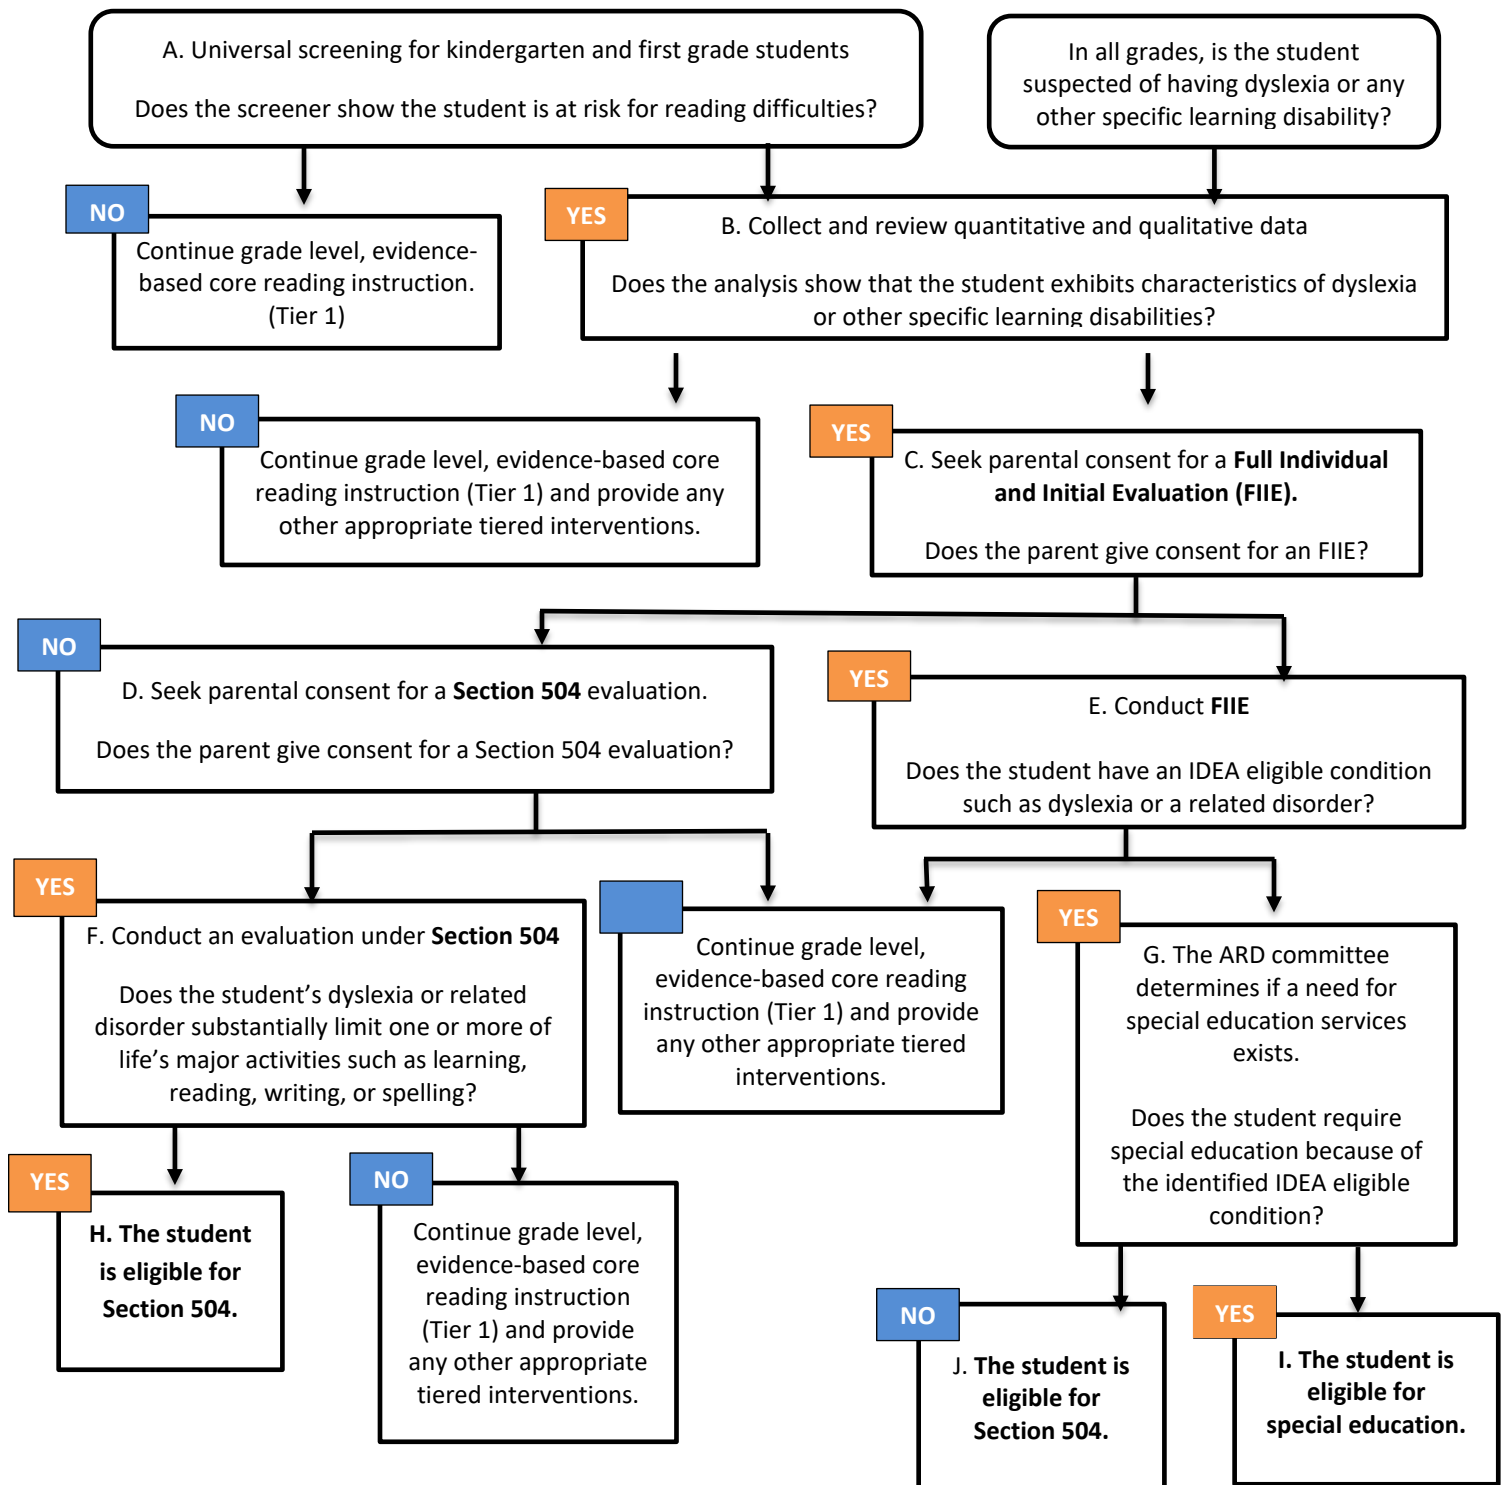 A. Universal screening for kindergarten and first grade students
Does the screener show the student is at risk for reading difficulties?
In all grades, is the student
suspected of having dyslexia or any
other specific learning disability?
NO
Continue grade level, evidence-
based core reading instruction.
(Tier 1)
YES
B. Collect and review quantitative and qualitative data
Does the analysis show that the student exhibits characteristics of dyslexia
or other specific learning disabilities?
NO
Continue grade level, evidence-based core
reading instruction (Tier 1) and provide any
other appropriate tiered interventions.
YES
C. Seek parental consent for a Full Individual
and Initial Evaluation (FIIE).
Does the parent give consent for an FIIE?
NO
D. Seek parental consent for a Section 504 evaluation.
Does the parent give consent for a Section 504 evaluation?
YES
E. Conduct FIIE
Does the student have an IDEA eligible condition
such as dyslexia or a related disorder?
YES
F. Conduct an evaluation under Section 504
Does the student’s dyslexia or related
disorder substantially limit one or more of
life’s major activities such as learning,
reading, writing, or spelling?
Continue grade level,
evidence-based core reading
instruction (Tier 1) and provide
any other appropriate tiered
interventions.
YES
G. The ARD committee
determines if a need for
special education services
exists.
Does the student require
special education because of
the identified IDEA eligible
condition?
YES
H. The student
is eligible for
Section 504.
NO
Continue grade level,
evidence-based core
reading instruction
(Tier 1) and provide
any other appropriate
tiered interventions.
NO
J. The student is
eligible for
Section 504.
YES
I. The student is
eligible for
special education.